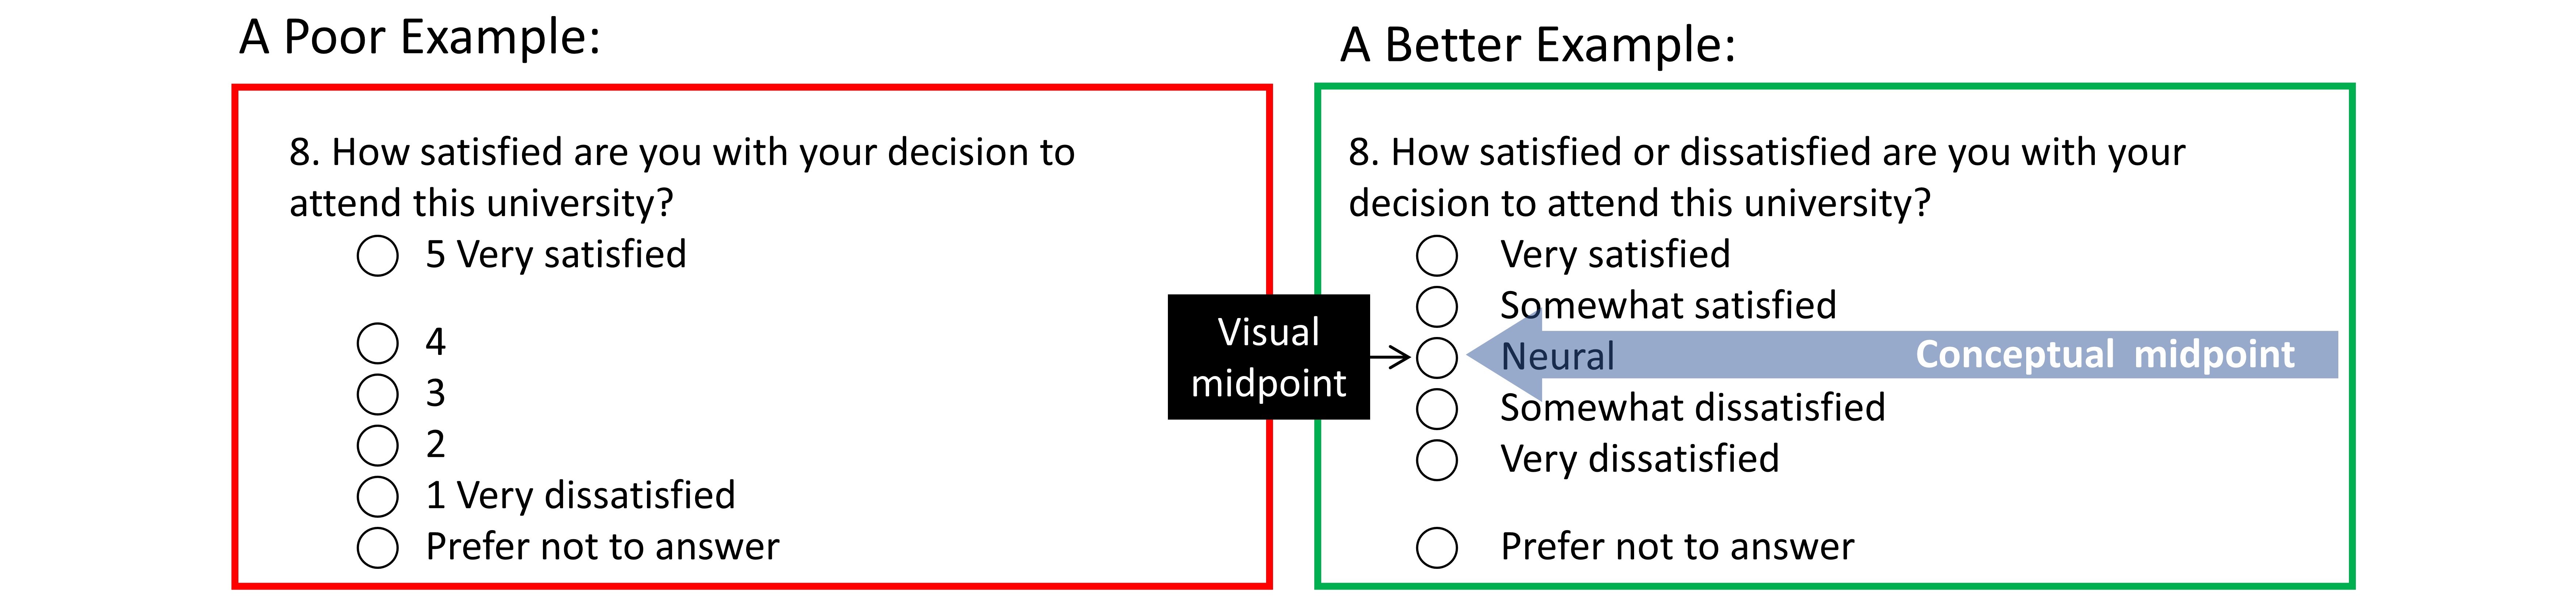 A Poor Example:
8. How satisfied are you with your decision to
attend this university?
5 Very satisfied
4
3
2
1 Very dissatisfied
Prefer not to answer
Visual
midpoint
A Better Example:
8. How satisfied or dissatisfied are you with your
decision to attend this university?
Very satisfied
Somewhat satisfied
Neural
Conceptual midpoint
Somewhat dissatisfied
Very dissatisfied
Prefer not to answer